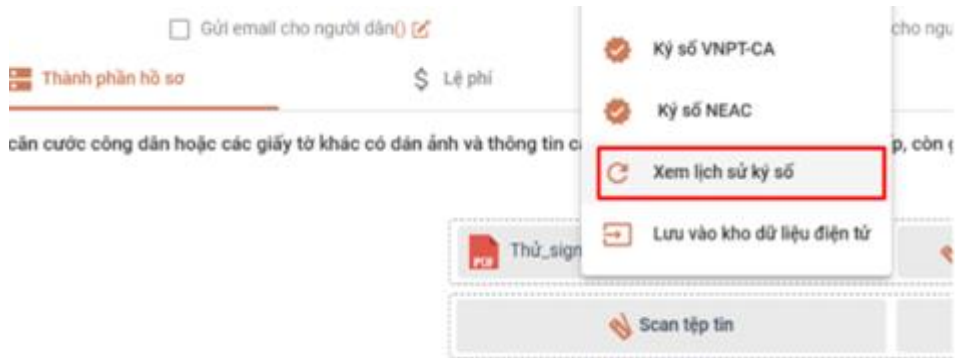 Gửi email cho người dân()
cho ngư
Ký số VNPT-CA
Thành phần hồ sơ
$ Lệ phí
Ký số NEAC
căn cước công dân hoặc các giấy tờ khác có dán ảnh và thông tin c
p, còn g
Xem lịch sử ký số
Lưu vào kho dữ liệu điện tử
PDF
Thử_sign
Scan tệp tin